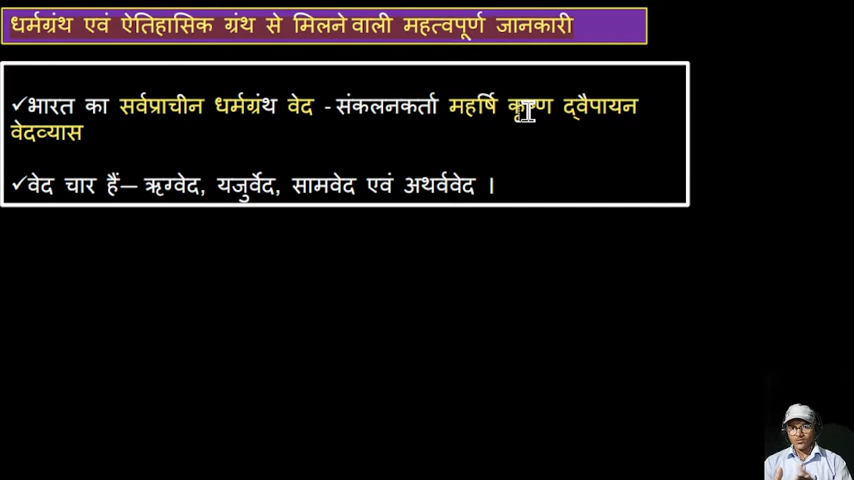 धर्मग्रंथ एवं ऐतिहासिक ग्रंथ से मिलने वाली महत्वपूर्ण जानकारी
✓भारत का सर्वप्राचीन धर्मग्रंथ वेद -संकलनकर्ता महर्षि कृष्ण द्वैपायन
वेदव्यास
✓वेद चार हैं— ऋग्वेद, यजुर्वेद, सामवेद एवं अथर्ववेद ।